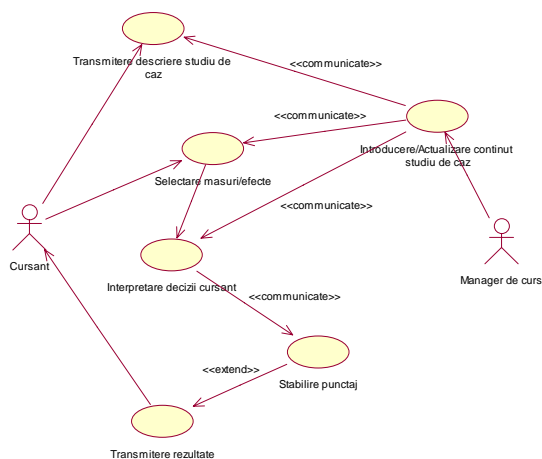 Transmitere descriere studiu de
caz
<<communicate>>
<<communicate>>
Introducere/Actualizare continut
studiu de caz
Selectare masuri/efecte
<<communicate>>
Cursant
Manager de curs
Interpretare decizii cursant
<<communicate>>
<<extend>>
Stabilire punctaj
Transmitere rezultate